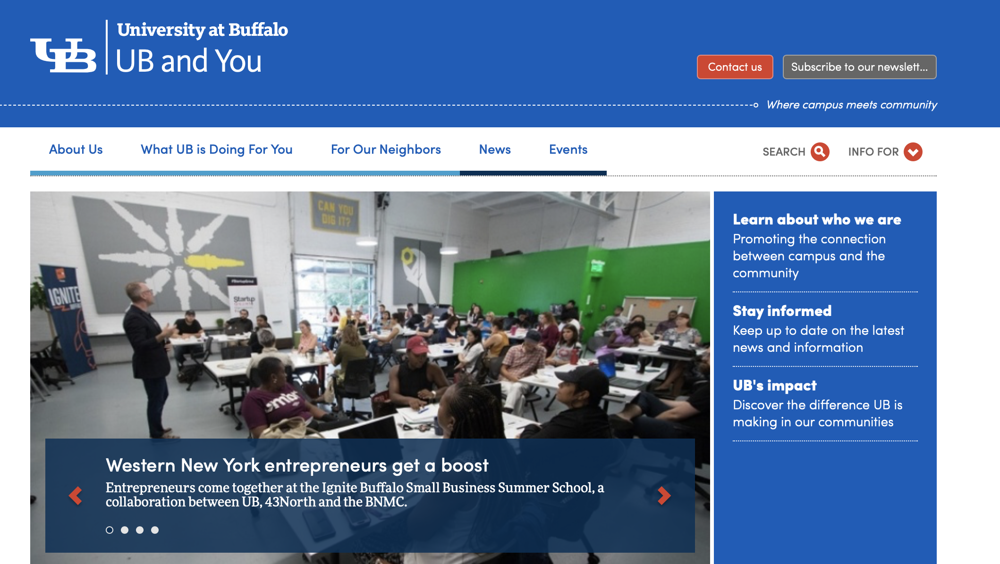 University at Buffalo
UB
UB and You
Contact us
Subscribe to our newslett...
Where campus meets community
About Us
What UB is Doing For You
For Our Neighbors
News
Events
SEARCH
INFO FOR
CAN YOU
DIG IT?
IGNITE
Startup
Learn about who we are
Promoting the connection
between campus and the
community
Stay informed
Keep up to date on the latest
news and information
UB's impact
Discover the difference UB is
making in our communities
Western New York entrepreneurs get a boost
Entrepreneurs come together at the Ignite Buffalo Small Business Summer School, a
collaboration between UB, 43North and the BNMC.